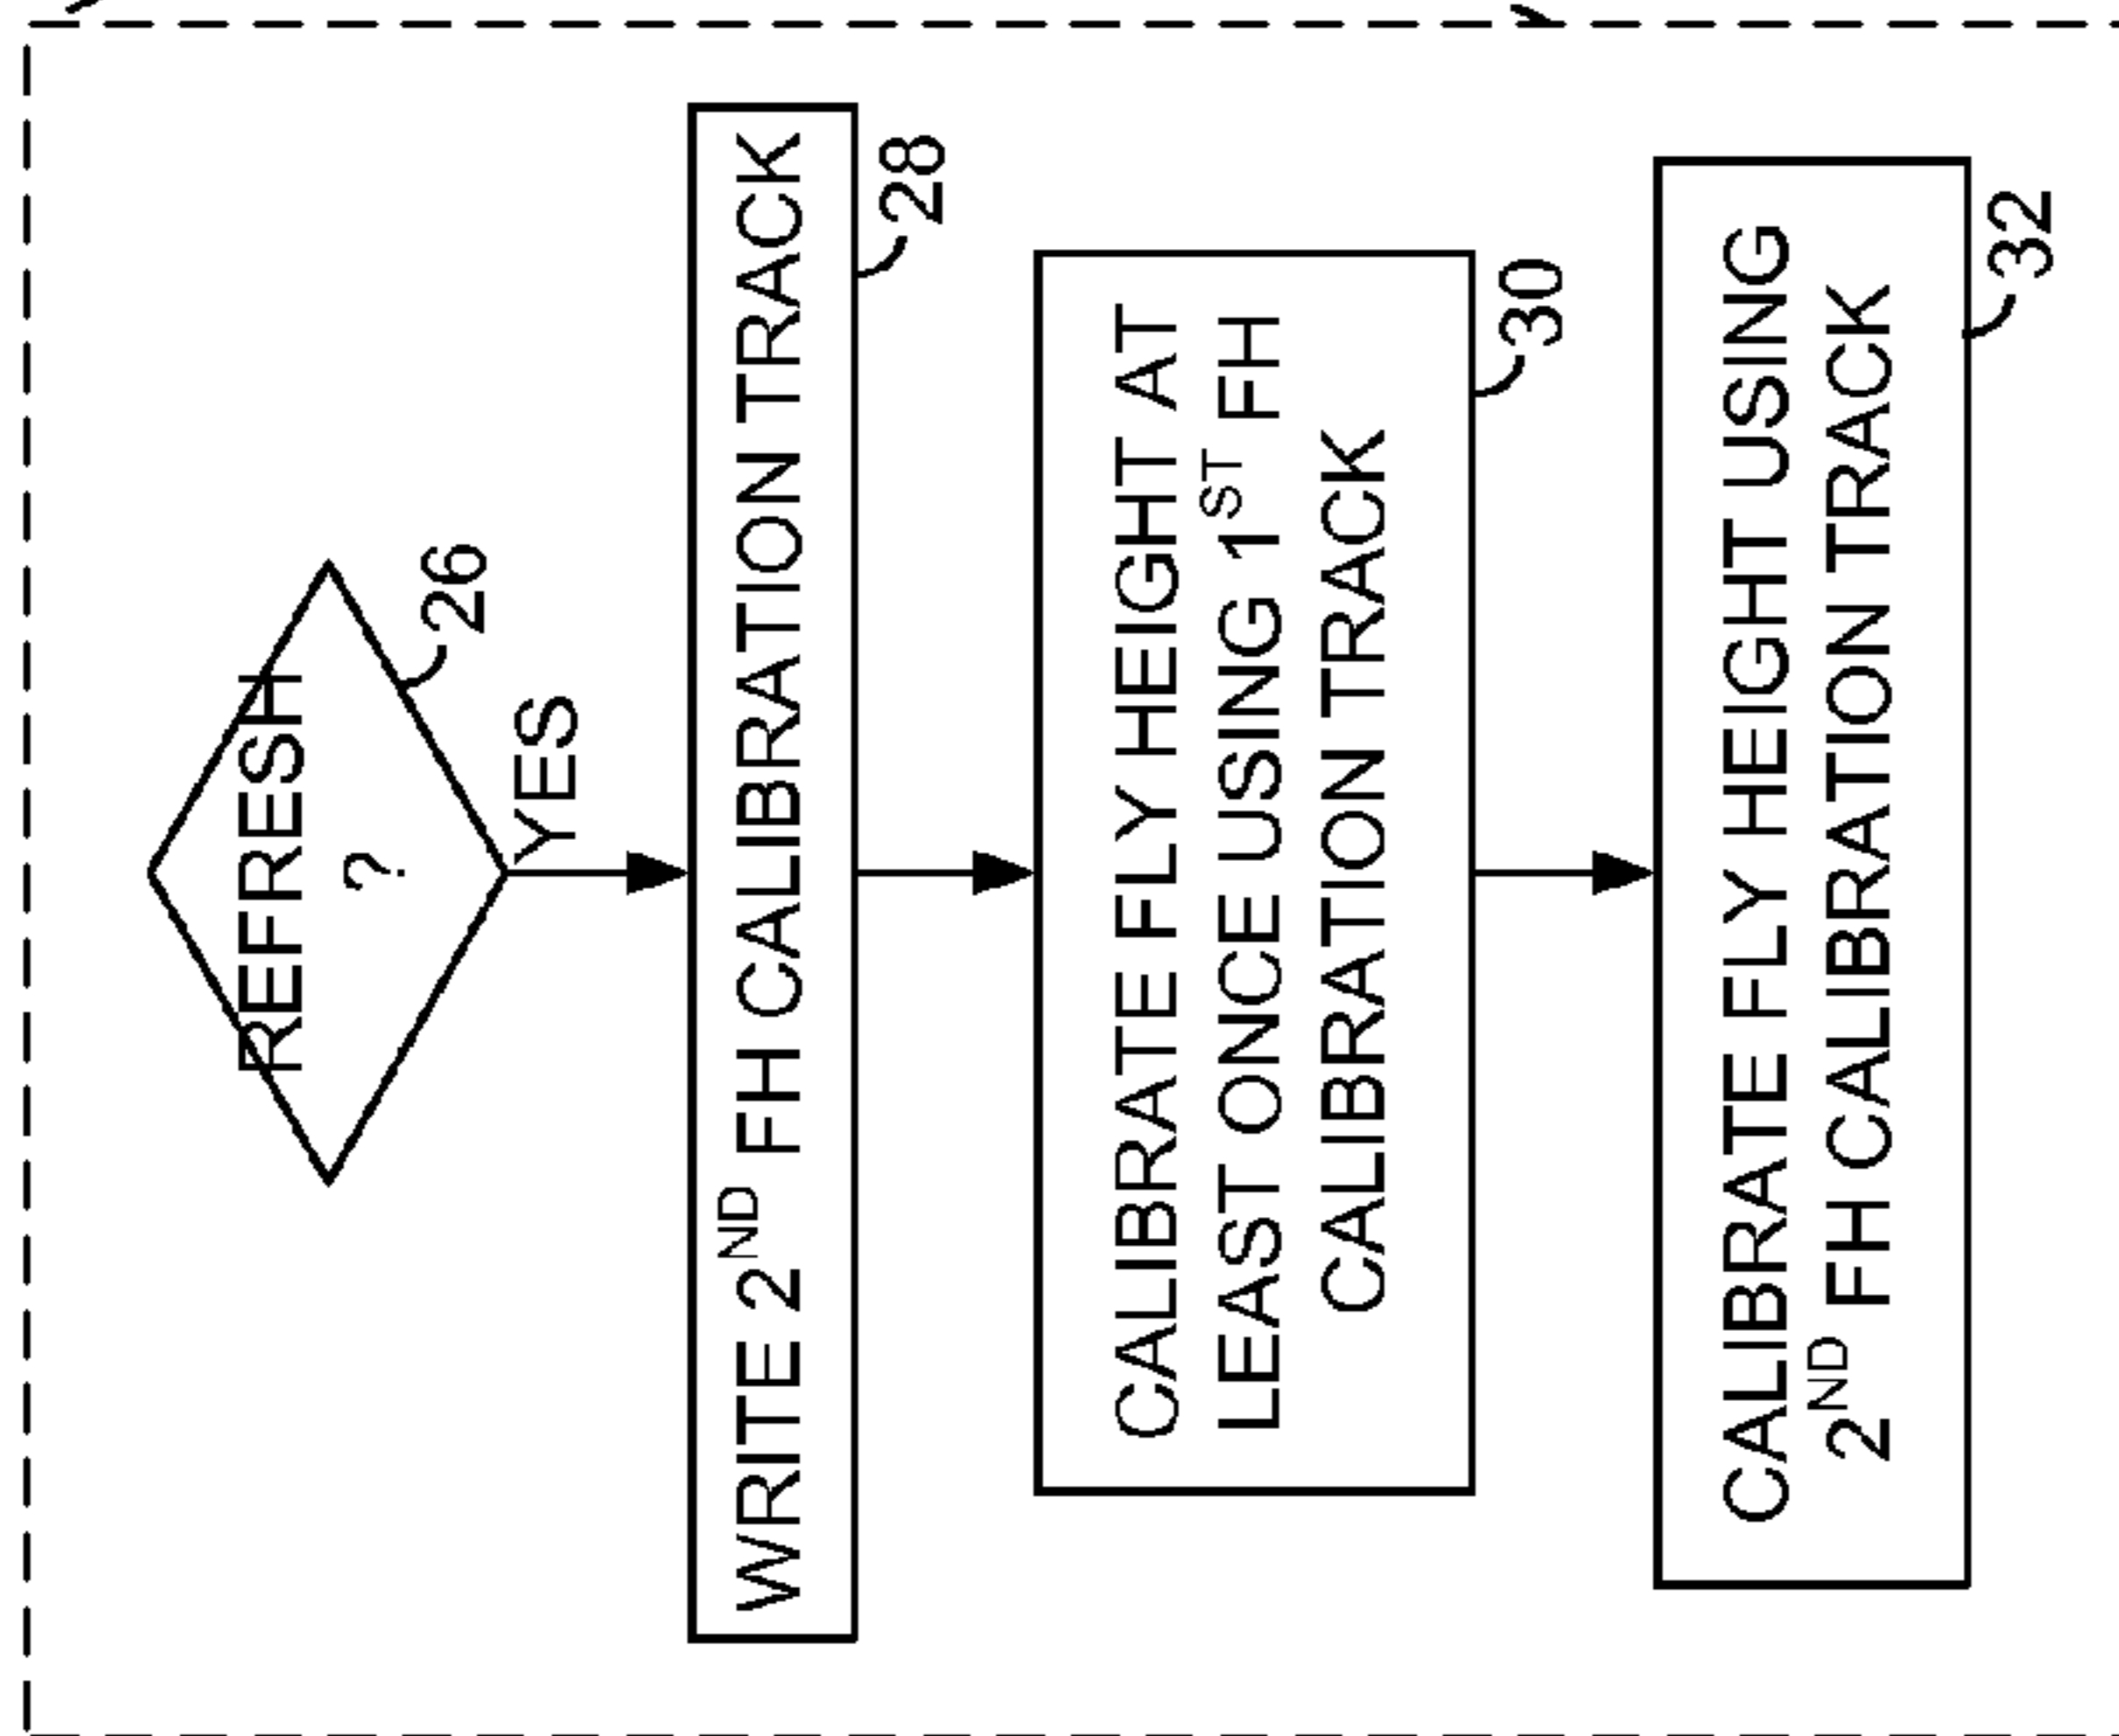 REFRESH
?
26
YES
WRITE 2ND FH CALIBRATION TRACK
28
CALIBRATE FLY HEIGHT AT
LEAST ONCE USING 1ST FH
CALIBRATION TRACK
30
CALIBRATE FLY HEIGHT USING
2ND FH CALIBRATION TRACK
32